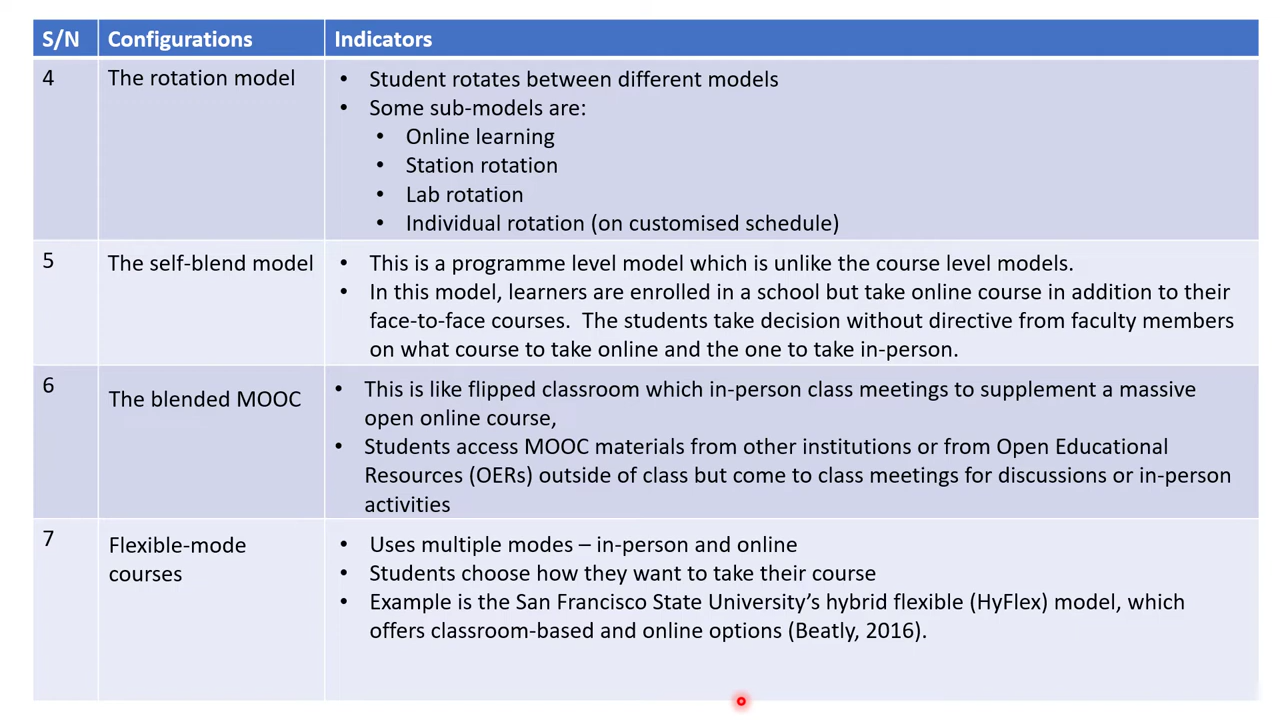 S/N Configurations Indicators
4 The rotation model • Student rotates between different models
• Some sub-models are:
• Online learning
• Station rotation
• Lab rotation
• Individual rotation (on customised schedule)
5 The self-blend model • This is a programme level model which is unlike the course level models.
• In this model, learners are enrolled in a school but take online course in addition to their
face-to-face courses. The students take decision without directive from faculty members
on what course to take online and the one to take in-person.
6 The blended MOOC • This is like flipped classroom which in-person class meetings to supplement a massive
open online course,
• Students access MOOC materials from other institutions or from Open Educational
Resources (OERs) outside of class but come to class meetings for discussions or in-person
activities
7 Flexible-mode
courses
• Uses multiple modes – in-person and online
• Students choose how they want to take their course
• Example is the San Francisco State University’s hybrid flexible (HyFlex) model, which
offers classroom-based and online options (Beatly, 2016).